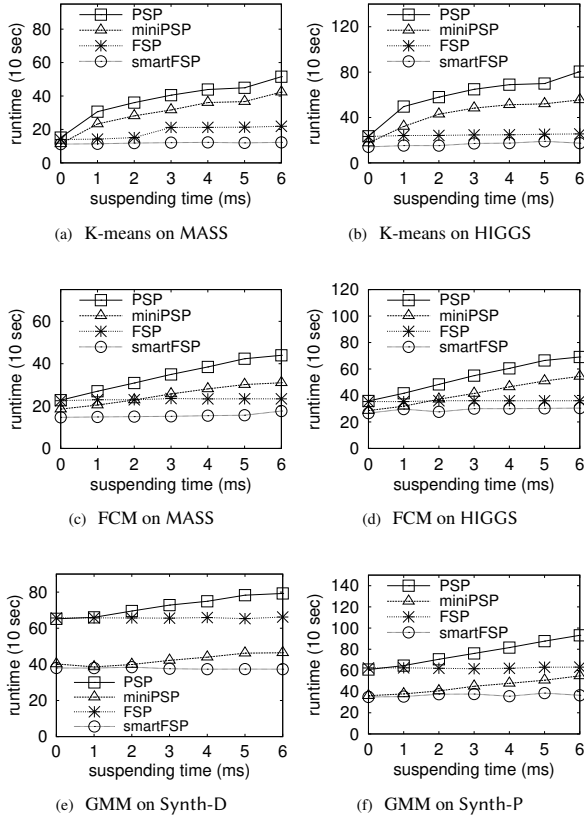 80
60
40
20
0
runtime (10 sec)
PSP
miniPSP
FSP
smartFSP
0 1 2 3 4 5 6
suspending time (ms)
(a) K-means on MASS
120
80
40
0
runtime (10 sec)
PSP
miniPSP
FSP
smartFSP
0 1 2 3 4 5 6
suspending time (ms)
(b) K-means on HIGGS
60
40
20
0
runtime (10 sec)
PSP
miniPSP
FSP
smartFSP
0 1 2 3 4 5 6
suspending time (ms)
(c) FCM on MASS
120
100
80
60
40
20
0
runtime (10 sec)
PSP
miniPSP
FSP
smartFSP
0 1 2 3 4 5 6
suspending time (ms)
(d) FCM on HIGGS
80
60
40
20
0
runtime (10 sec)
PSP
miniPSP
FSP
smartFSP
0 1 2 3 4 5 6
suspending time (ms)
(e) GMM on Synth-D
140
120
100
80
60
40
20
0
runtime (10 sec)
PSP
miniPSP
FSP
smartFSP
0 1 2 3 4 5 6
suspending time (ms)
(f) GMM on Synth-P